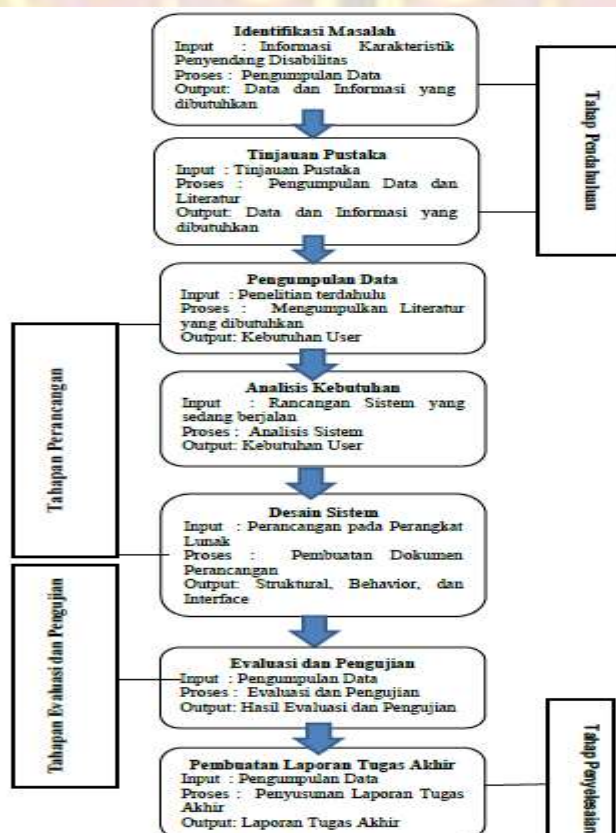 Identifikasi Masalah
Input : Informasi Karakteristik
Penyendang Disabilitas
Proses : Pengumpulan Data
Output: Data dan Informasi yang
dibutuhkan
Tahap Pendahuluan
Tinjauan Pustaka
Input : Tinjauan Pustaka
Proses : Pengumpulan Data dan
Literatur
Output: Data dan Informasi yang
dibutuhkan
Pengumpulan Data
Input : Penelitian terdahulu
Proses : Mengumpulkan Literatur
yang dibutuhkan
Output: Kebutuhan User
Tahapan Perancangan
Analisis Kebutuhan
Input : Rancangan Sistem yang
sedang berjalan
Proses : Analisis Sistem
Output: Kebutuhan User
Desain Sistem
Input : Perancangan pada Perangkat
Lunak
Proses : Pembuatan Dokumen
Perancangan
Output: Struktural, Behavior, dan
Interface
Tahapan Evaluasi dan Pengujian
Evaluasi dan Pengujian
Input : Pengumpulan Data
Proses : Evaluasi dan Pengujian
Output: Hasil Evaluasi dan Pengujian
Pembuatan Laporan Tugas Akhir
Input : Pengumpulan Data
Proses : Penyusunan Laporan Tugas
Akhir
Output: Laporan Tugas Akhir
Tahap Penyelesaian